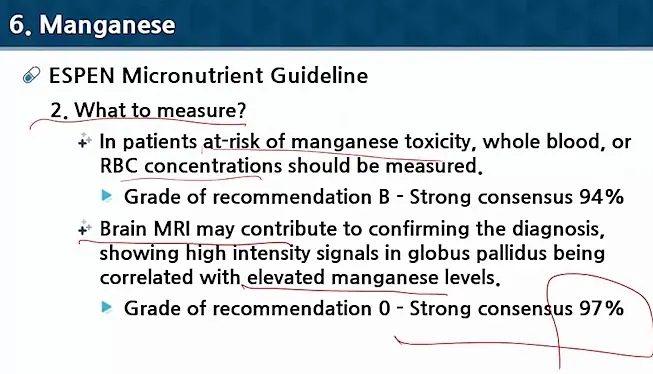 6. Manganese
ESPEN Micronutrient Guideline
2. What to measure?
In patients at-risk of manganese toxicity, whole blood, or
RBC concentrations should be measured.
Grade of recommendation B - Strong consensus 94%
Brain MRI may contribute to confirming the diagnosis,
showing high intensity signals in globus pallidus being
correlated with elevated manganese levels.
Grade of recommendation 0 - Strong consensus 97%